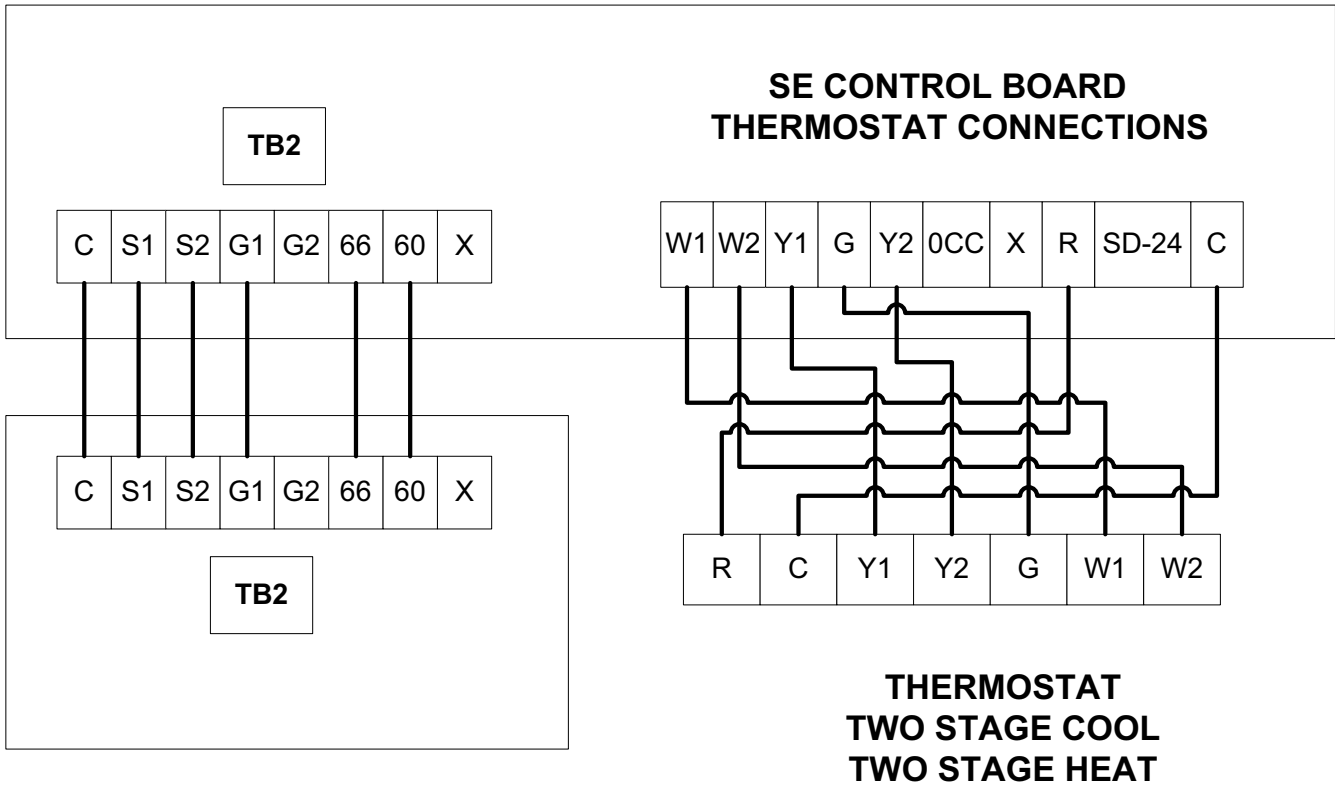 SE CONTROL BOARD
THERMOSTAT CONNECTIONS
TB2
C S1 S2 G1 G2 66 60 X
W1 W2 Y1 G Y2 0CC X R SD-24 C
C S1 S2 G1 G2 66 60 X
TB2
R C Y1 Y2 G W1 W2
THERMOSTAT
TWO STAGE COOL
TWO STAGE HEAT